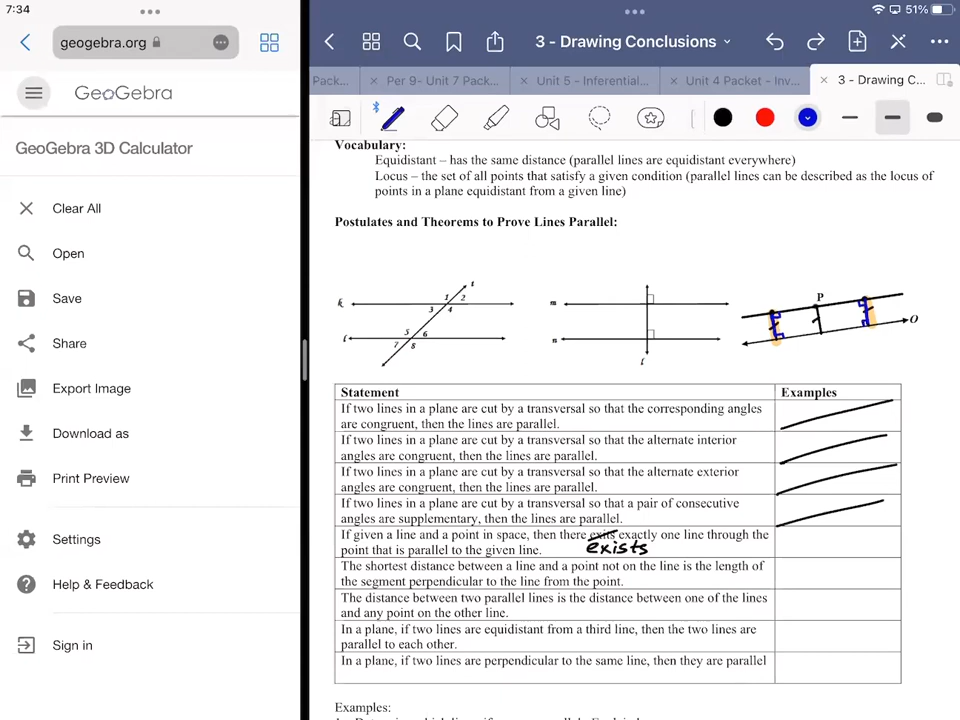 7:34
51%
geogebra.org
3 - Drawing Conclusions
Pack...
Per 9- Unit 7 Pack...
Unit 5 - Inferential...
Unit 4 Packet - Inv...
3 - Drawing C...
GeoGebra
GeoGebra 3D Calculator
Clear All
Open
Save
Share
Export Image
Download as
Print Preview
Settings
Help & Feedback
Sign in
Vocabulary:
Equidistant – has the same distance (parallel lines are equidistant everywhere)
Locus – the set of all points that satisfy a given condition (parallel lines can be described as the locus of
points in a plane equidistant from a given line)
Postulates and Theorems to Prove Lines Parallel:
t
k
1 2
3 4
5 6
7 8
m
n
P
O
Statement Examples
If two lines in a plane are cut by a transversal so that the corresponding angles
are congruent, then the lines are parallel.
If two lines in a plane are cut by a transversal so that the alternate interior
angles are congruent, then the lines are parallel.
If two lines in a plane are cut by a transversal so that the alternate exterior
angles are congruent, then the lines are parallel.
If two lines in a plane are cut by a transversal so that a pair of consecutive
angles are supplementary, then the lines are parallel.
If given a line and a point in space, then there exits exactly one line through the
point that is parallel to the given line.
exists
The shortest distance between a line and a point not on the line is the length of
the segment perpendicular to the line from the point.
The distance between two parallel lines is the distance between one of the lines
and any point on the other line.
In a plane, if two lines are equidistant from a third line, then the two lines are
parallel to each other.
In a plane, if two lines are perpendicular to the same line, then they are parallel
Examples: